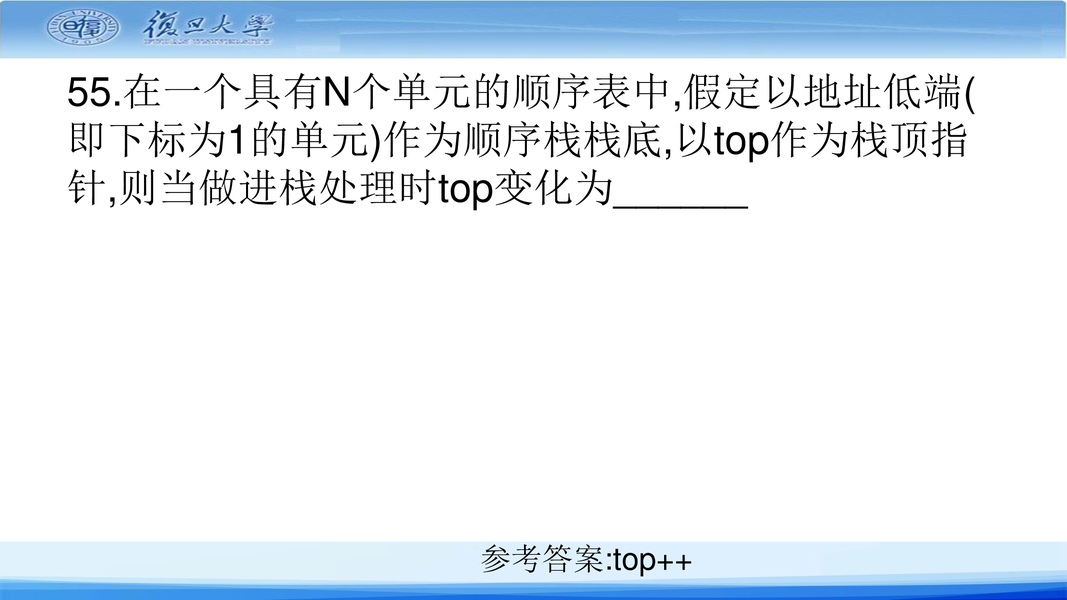 復旦大學
55.在一个具有N个单元的顺序表中,假定以地址低端(
即下标为1的单元)作为顺序栈栈底,以top作为栈顶指
针,则当做进栈处理时top变化为______
参考答案:top++